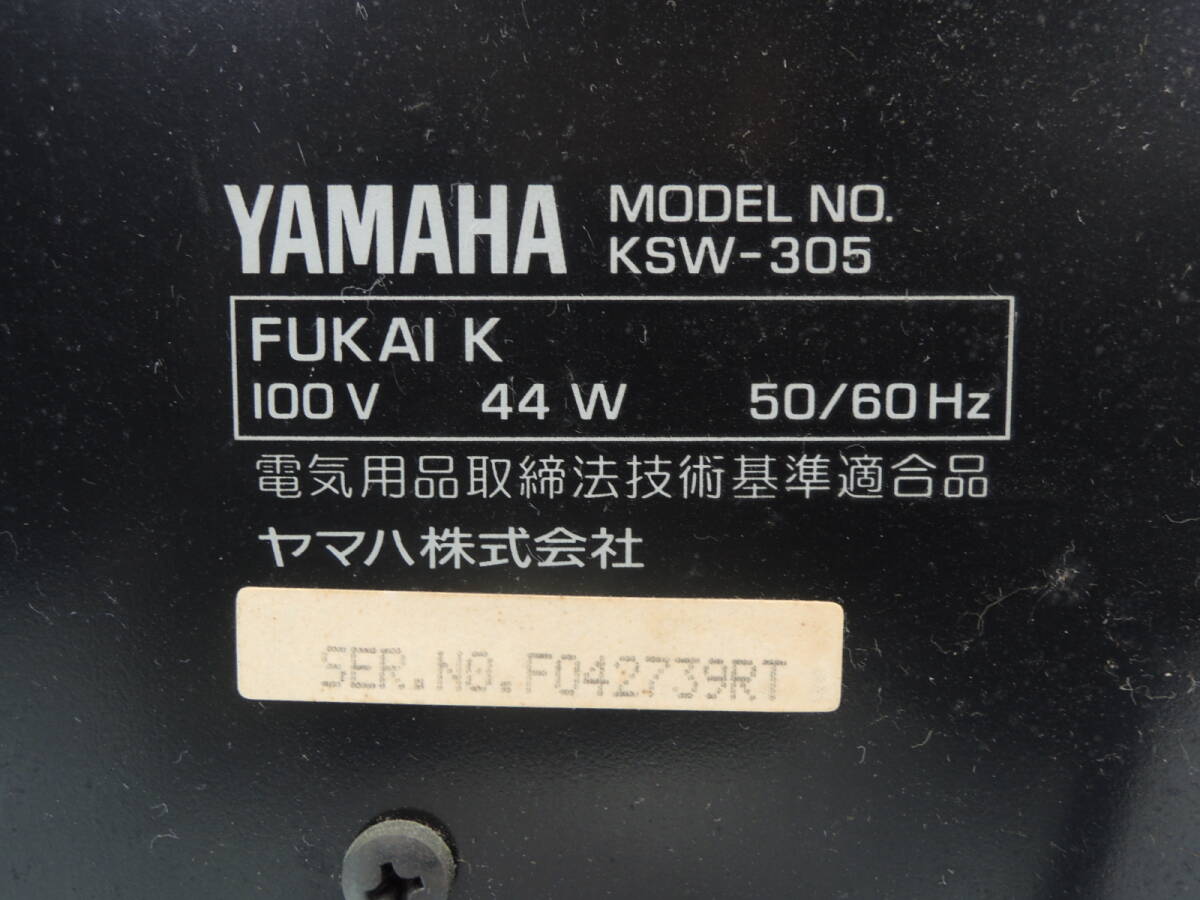 YAMAHA MODEL NO.
KSW-305
FUKAI K
100V 44 W 50/60Hz
電気用品取締法技術基準適合品
ヤマハ株式会社
SER.NO.F042739RT